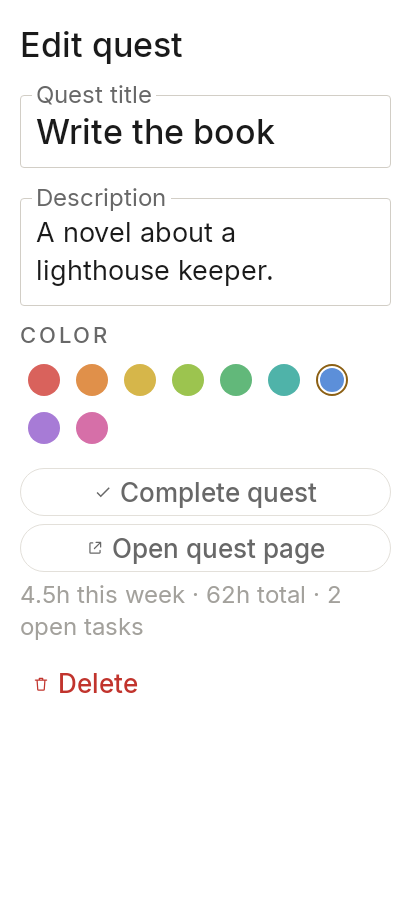 Edit quest
Quest title
Write the book
Description
A novel about a
lighthouse keeper.
COLOR
Complete quest
Open quest page
4.5h this week · 62h total · 2
open tasks
Delete